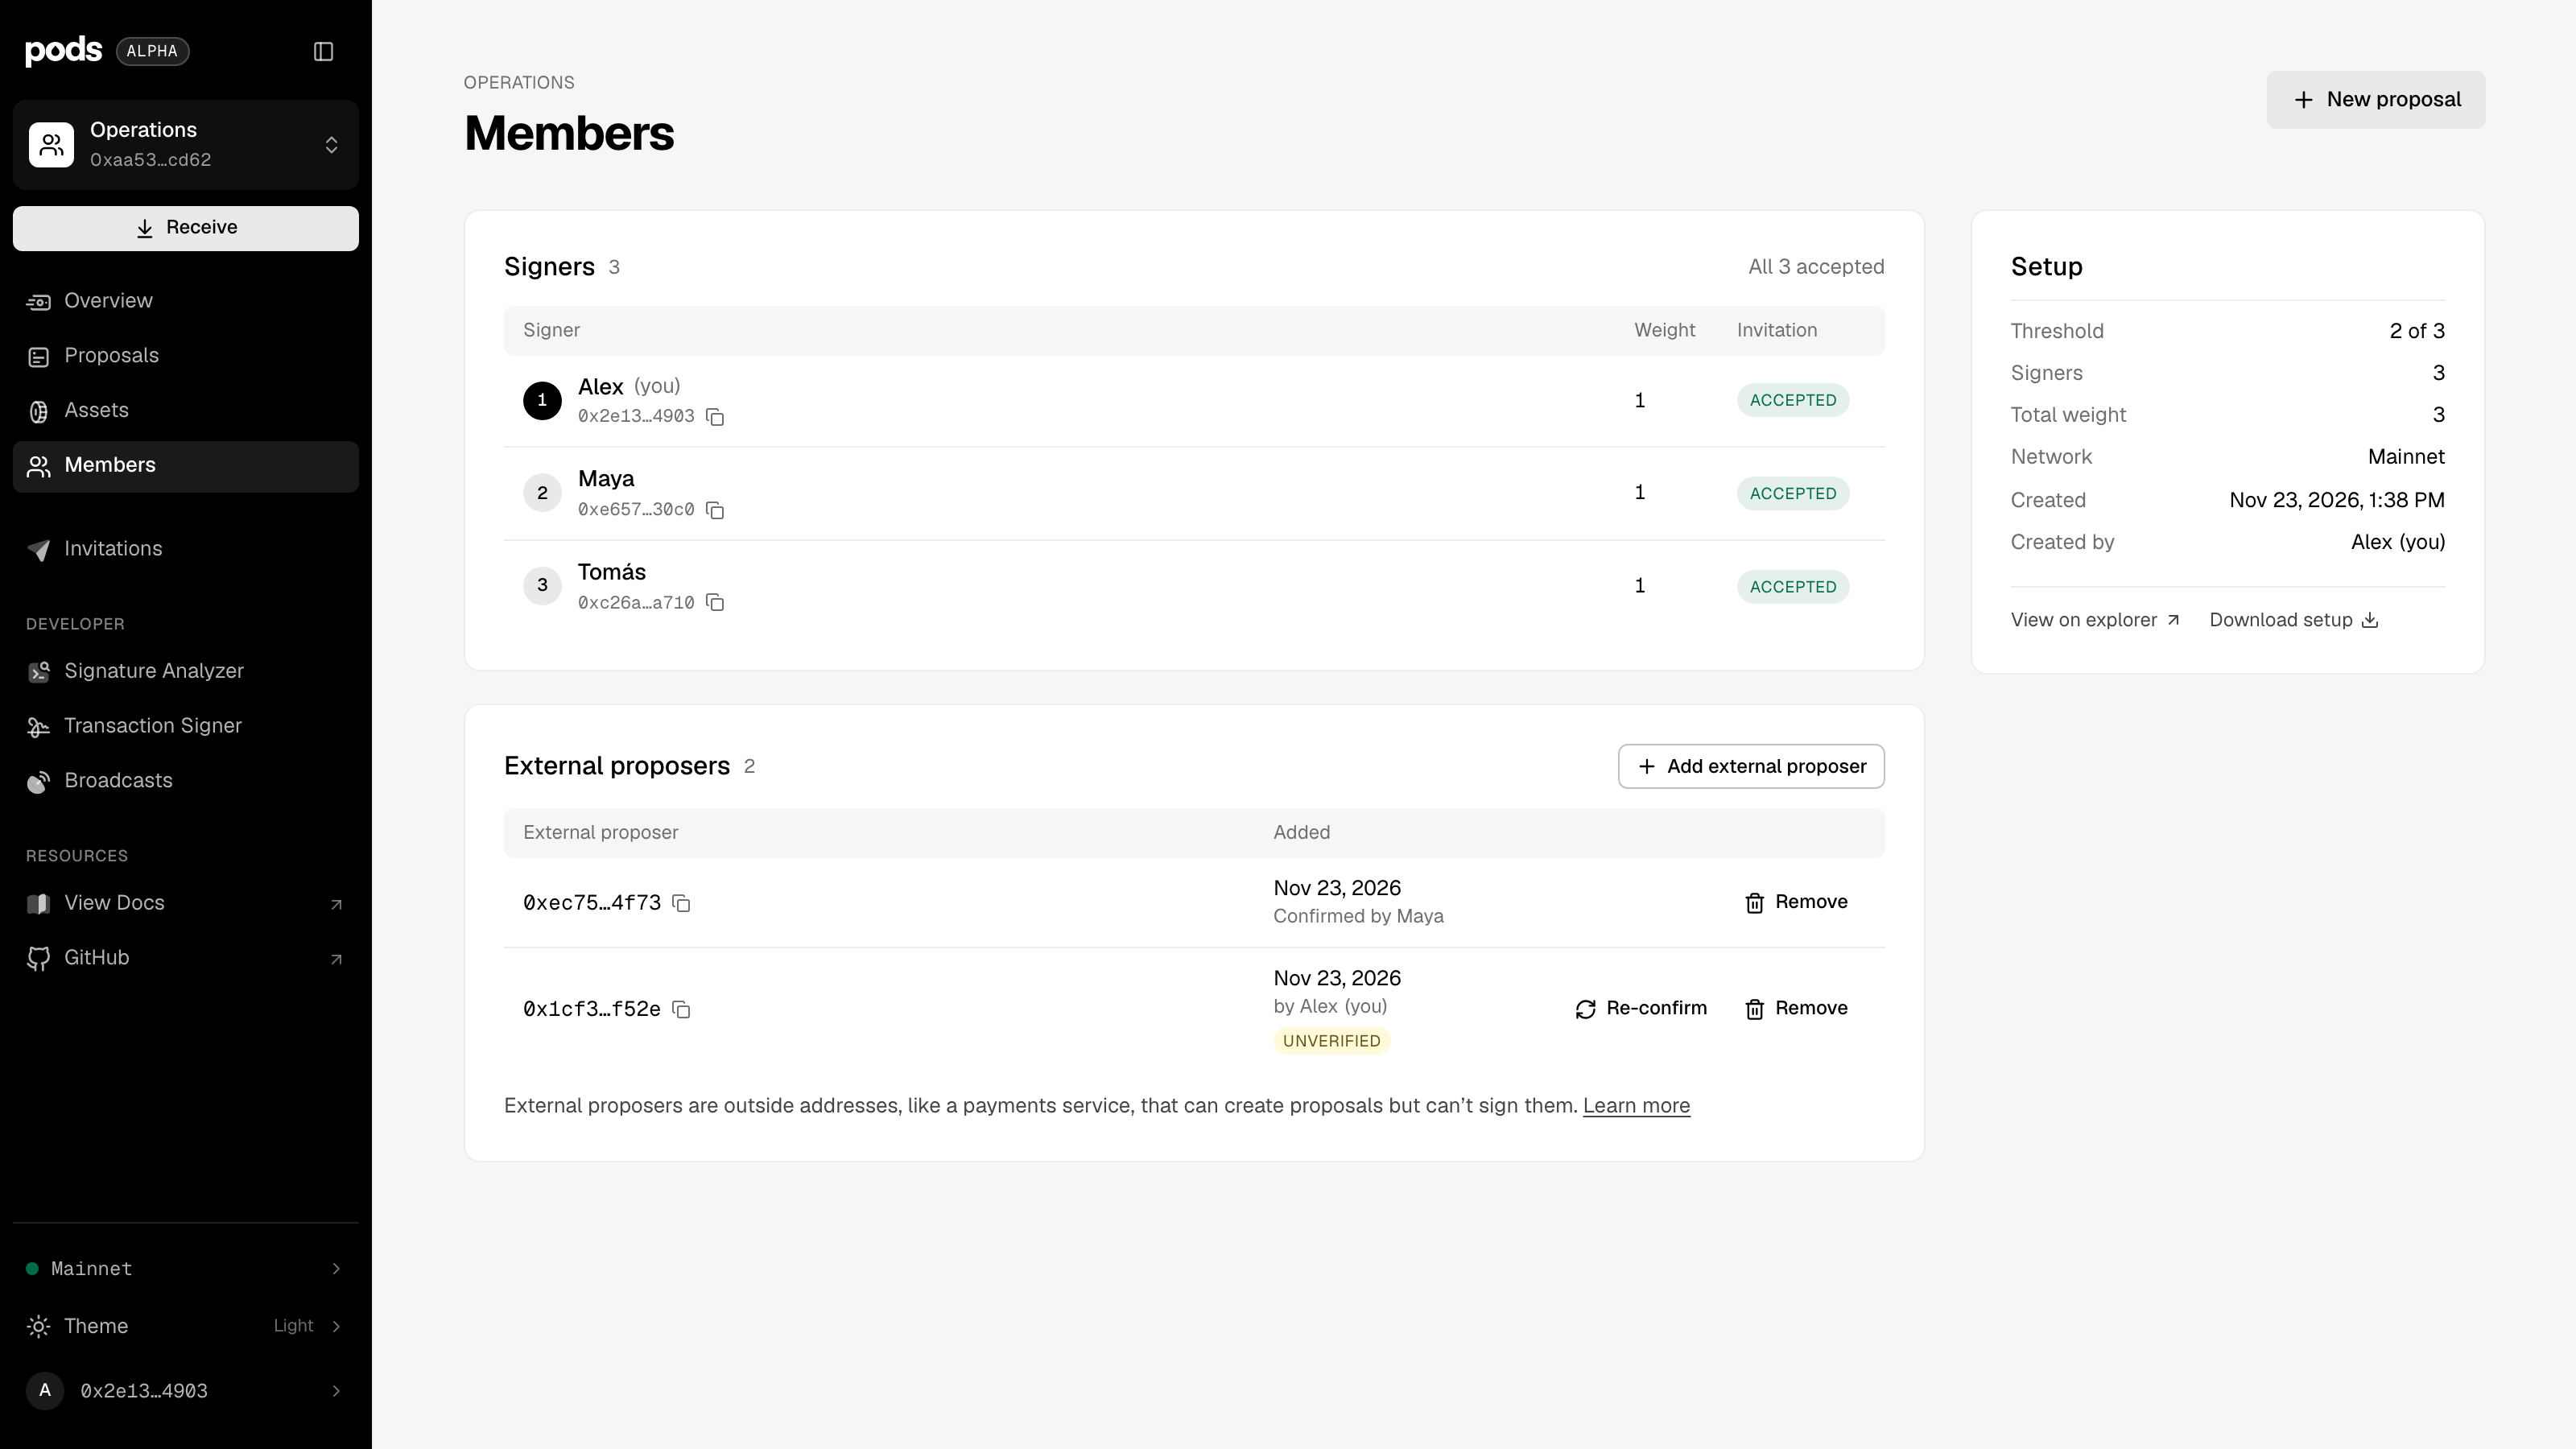 pods ALPHA
Operations
0xaa53…cd62
Receive
Overview
Proposals
Assets
Members
Invitations
DEVELOPER
Signature Analyzer
Transaction Signer
Broadcasts
RESOURCES
View Docs
GitHub
Mainnet
Theme Light
A 0x2e13…4903
OPERATIONS
Members
New proposal
Signers 3 All 3 accepted
Signer Weight Invitation
1 Alex (you) 1 ACCEPTED
0x2e13…4903
2 Maya 1 ACCEPTED
0xe657…30c0
3 Tomás 1 ACCEPTED
0xc26a…a710
Setup
Threshold 2 of 3
Signers 3
Total weight 3
Network Mainnet
Created Nov 23, 2026, 1:38 PM
Created by Alex (you)
View on explorer Download setup
External proposers 2 Add external proposer
External proposer Added
0xec75…4f73 Nov 23, 2026 Remove
Confirmed by Maya
0x1cf3…f52e Nov 23, 2026 Re-confirm Remove
by Alex (you)
UNVERIFIED
External proposers are outside addresses, like a payments service, that can create proposals but can’t sign them. Learn more